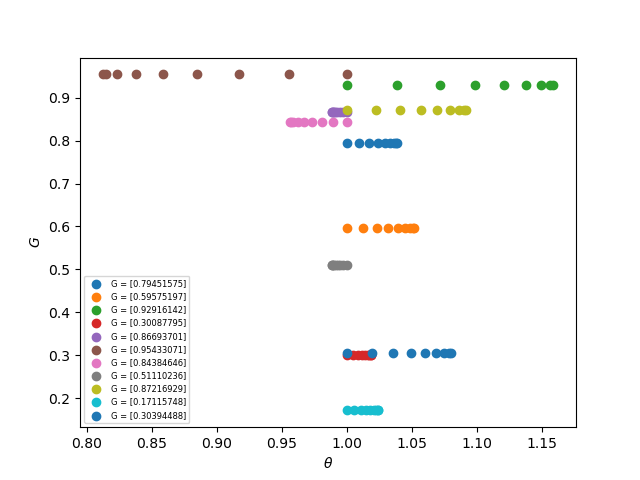 G
0.9
0.8
0.7
0.6
0.5
0.4
0.3
0.2
G = [0.79451575]
G = [0.59575197]
G = [0.92916142]
G = [0.30087795]
G = [0.86693701]
G = [0.95433071]
G = [0.84384646]
G = [0.51110236]
G = [0.87216929]
G = [0.17115748]
G = [0.30394488]
0.80 0.85 0.90 0.95 1.00 1.05 1.10 1.15
θ